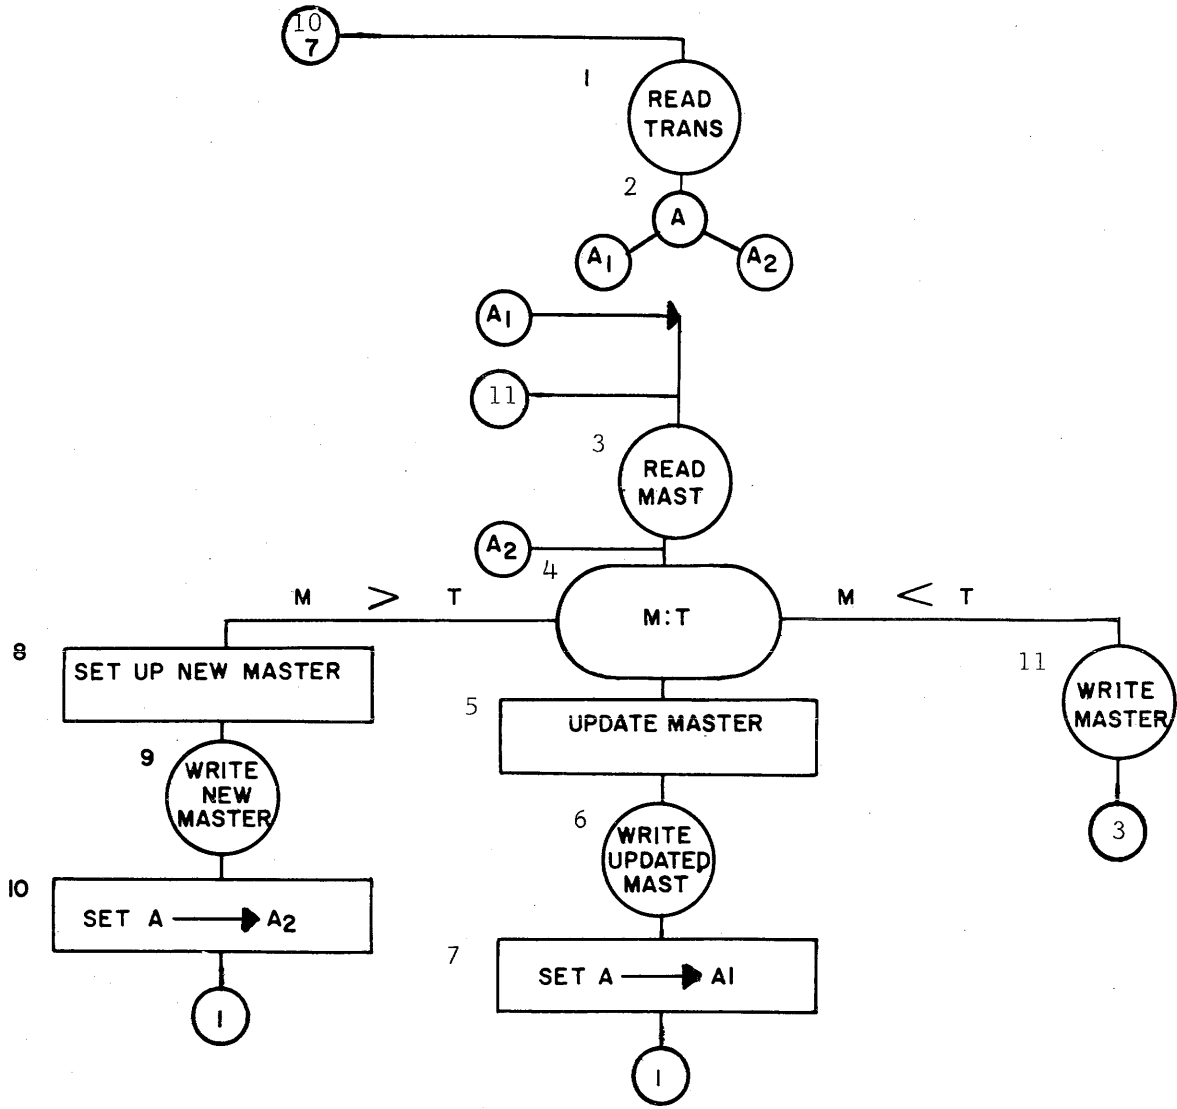 10
7
1
READ
TRANS
2
A
A1
A2
A1
11
3
READ
MAST
A2
4
M > T
M:T
M < T
8
SET UP NEW MASTER
5
UPDATE MASTER
11
WRITE
MASTER
9
WRITE
NEW
MASTER
6
WRITE
UPDATED
MAST
3
10
SET A → A2
7
SET A → A1
1
1